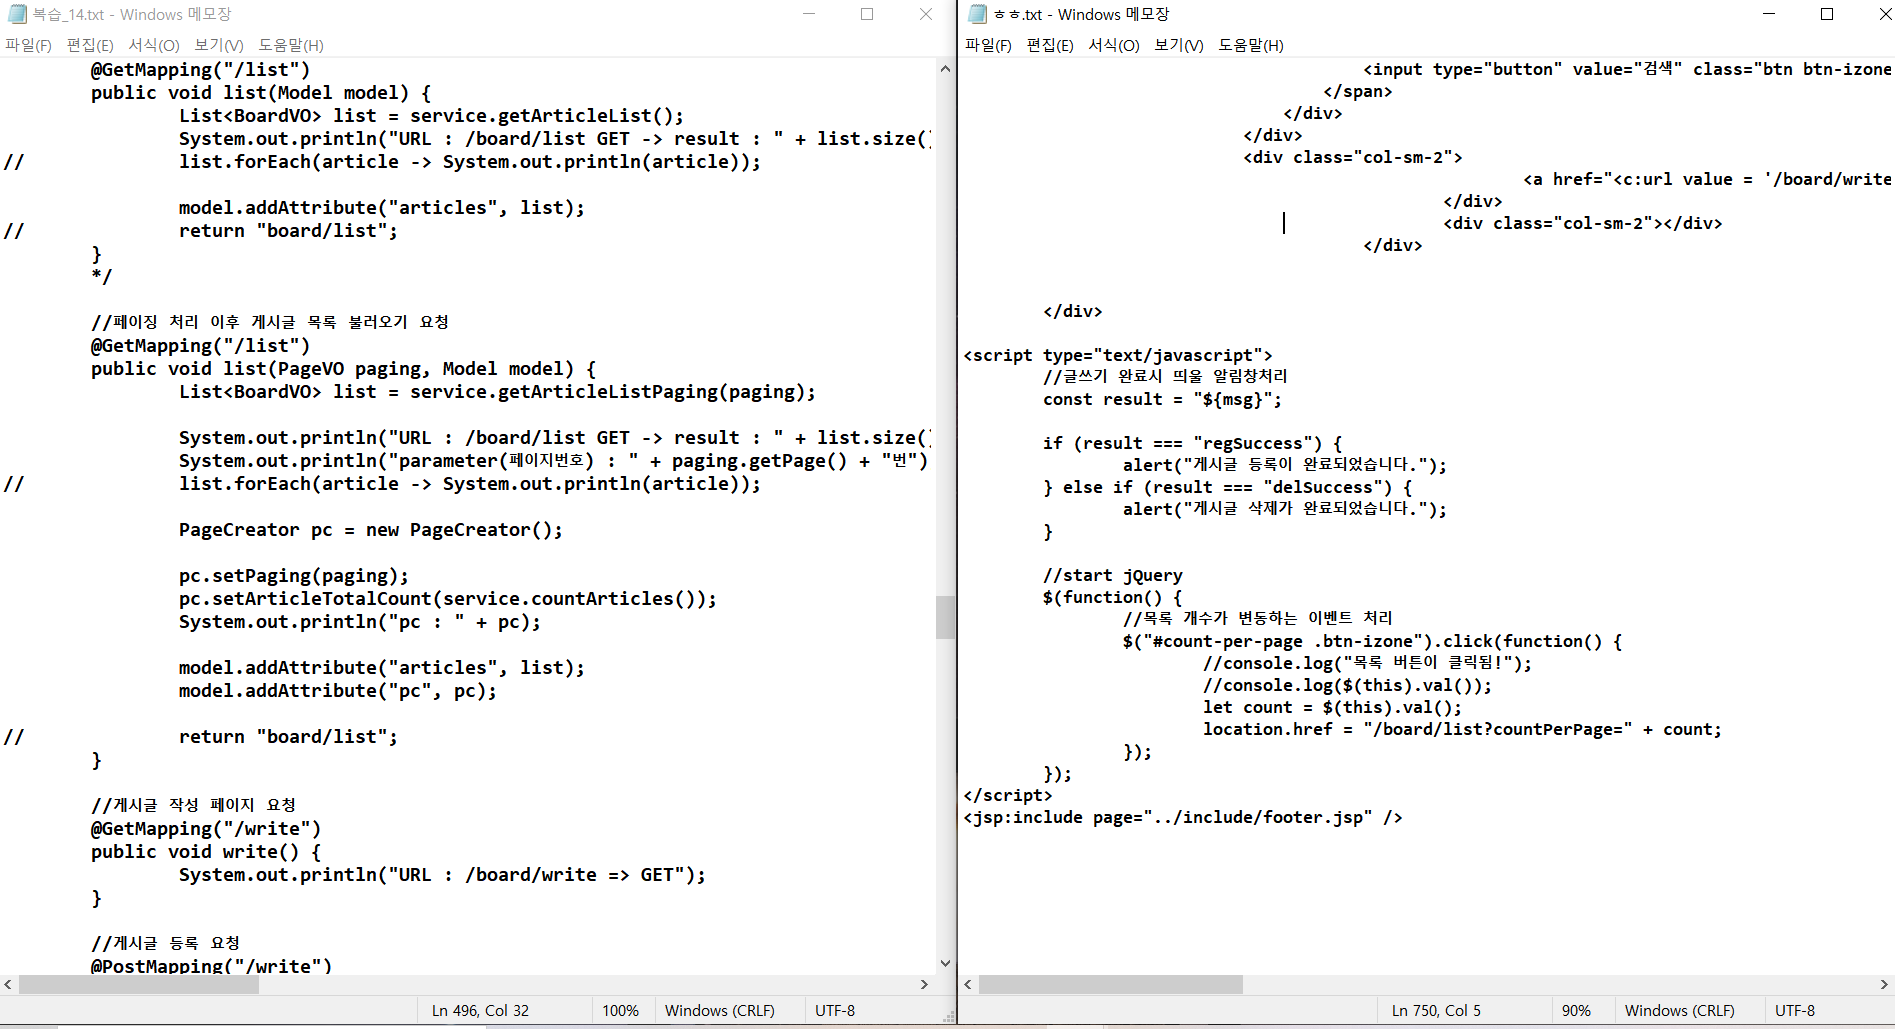 복습_14.txt - Windows 메모장
파일(F) 편집(E) 서식(O) 보기(V) 도움말(H)
@GetMapping("/list")
public void list(Model model) {
List<BoardVO> list = service.getArticleList();
System.out.println("URL : /board/list GET -> result : " + list.size()
// list.forEach(article -> System.out.println(article));
model.addAttribute("articles", list);
// return "board/list";
}
*/
//페이징 처리 이후 게시글 목록 불러오기 요청
@GetMapping("/list")
public void list(PageVO paging, Model model) {
List<BoardVO> list = service.getArticleListPaging(paging);
System.out.println("URL : /board/list GET -> result : " + list.size()
System.out.println("parameter(페이지번호) : " + paging.getPage() + "번")
// list.forEach(article -> System.out.println(article));
PageCreator pc = new PageCreator();
pc.setPaging(paging);
pc.setArticleTotalCount(service.countArticles());
System.out.println("pc : " + pc);
model.addAttribute("articles", list);
model.addAttribute("pc", pc);
// return "board/list";
}
//게시글 작성 페이지 요청
@GetMapping("/write")
public void write() {
System.out.println("URL : /board/write => GET");
}
//게시글 등록 요청
@PostMapping("/write")
Ln 496, Col 32 100% Windows (CRLF) UTF-8
ㅎㅎ.txt - Windows 메모장
파일(F) 편집(E) 서식(O) 보기(V) 도움말(H)
<input type="button" value="검색" class="btn btn-izone
</span>
</div>
</div>
<div class="col-sm-2">
<a href="<c:url value = '/board/write
</div>
<div class="col-sm-2"></div>
</div>
</div>
<script type="text/javascript">
//글쓰기 완료시 띄울 알림창처리
const result = "${msg}";
if (result === "regSuccess") {
alert("게시글 등록이 완료되었습니다.");
} else if (result === "delSuccess") {
alert("게시글 삭제가 완료되었습니다.");
}
//start jQuery
$(function() {
//목록 개수가 변동하는 이벤트 처리
$("#count-per-page .btn-izone").click(function() {
//console.log("목록 버튼이 클릭됨!");
//console.log($(this).val());
let count = $(this).val();
location.href = "/board/list?countPerPage=" + count;
});
});
</script>
<jsp:include page="../include/footer.jsp" />
Ln 750, Col 5 90% Windows (CRLF) UTF-8